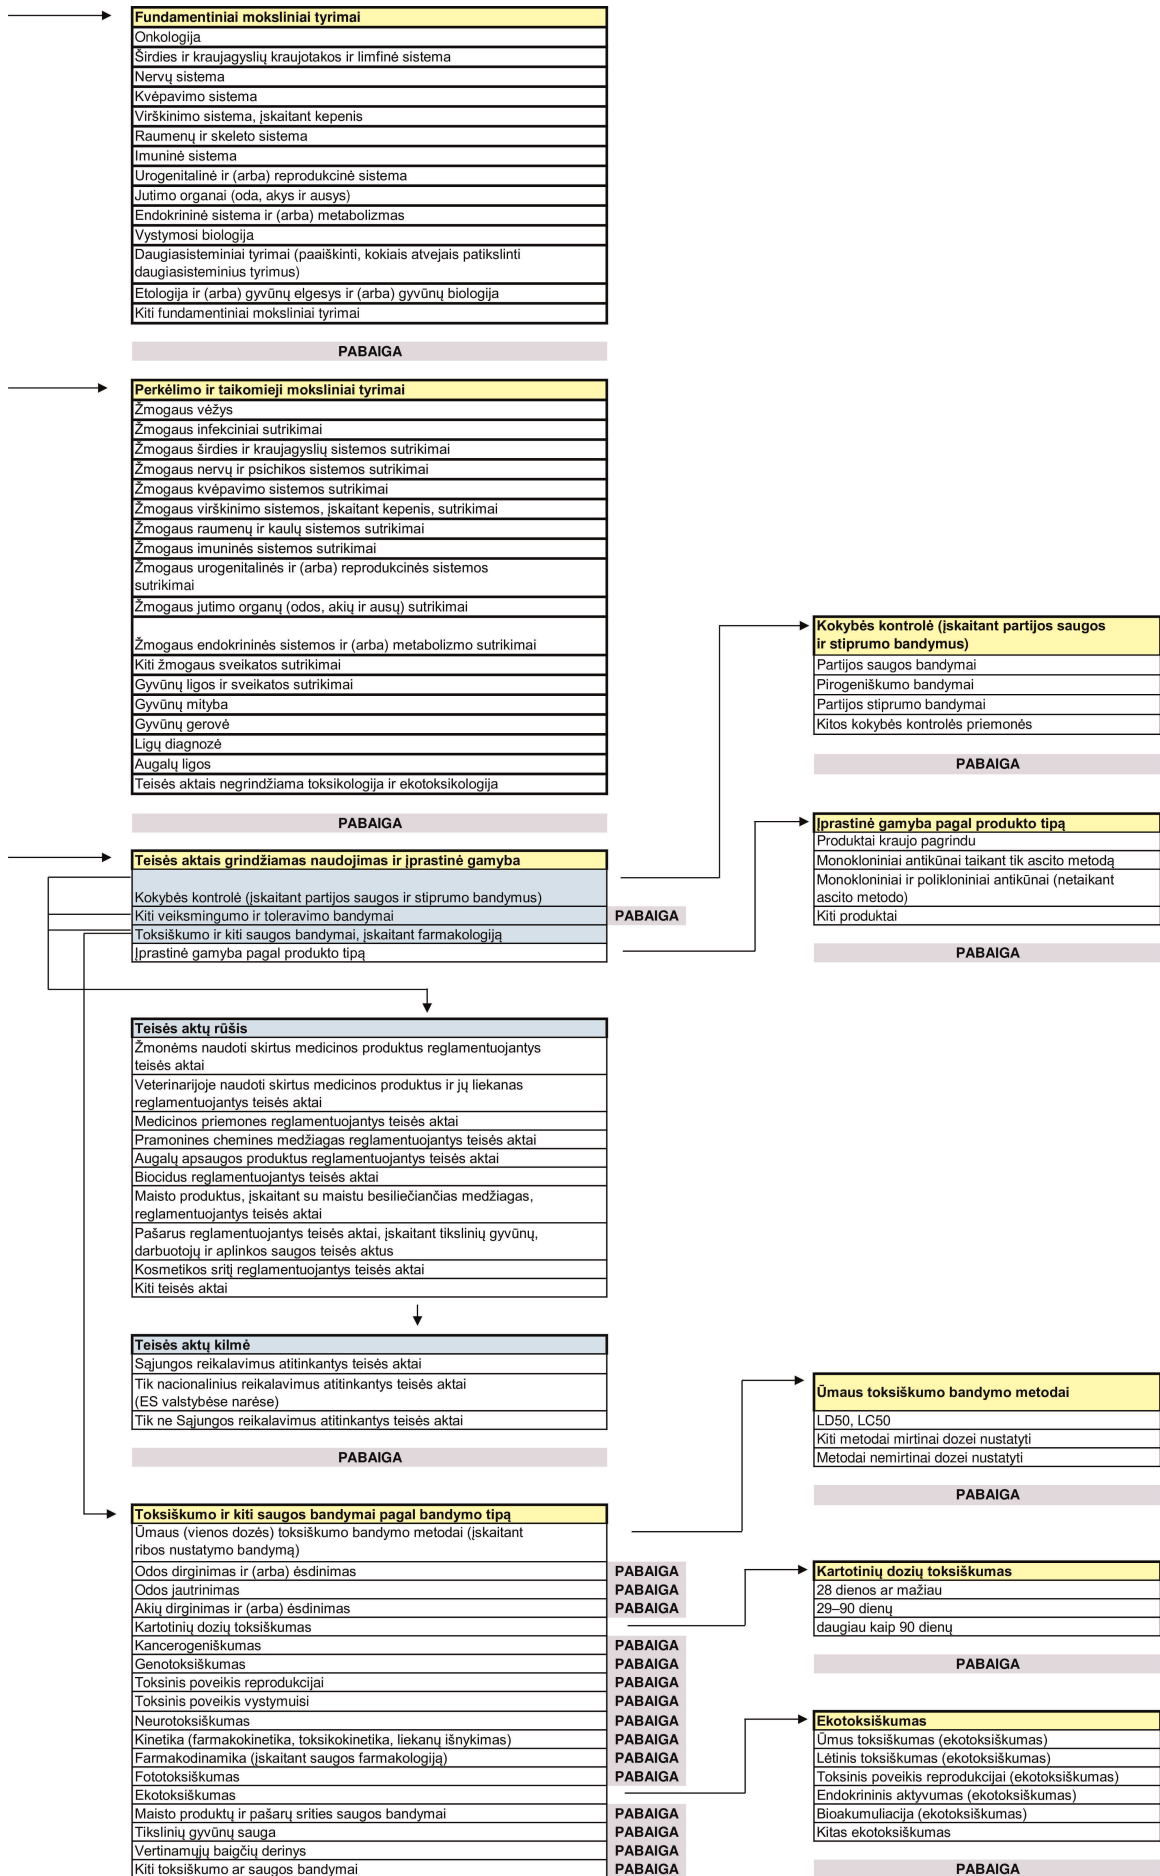 Fundamentiniai moksliniai tyrimai
Onkologija
Širdies ir kraujagyslių kraujotakos ir limfinė sistema
Nervų sistema
Kvėpavimo sistema
Virškinimo sistema, įskaitant kepenis
Raumenų ir skeleto sistema
Imuninė sistema
Urogenitalinė ir (arba) reprodukcinė sistema
Jutimo organai (oda, akys ir ausys)
Endokrininė sistema ir (arba) metabolizmas
Vystymosi biologija
Daugiasisteminiai tyrimai (paaiškinti, kokiais atvejais patikslinti
daugiasisteminius tyrimus)
Etologija ir (arba) gyvūnų elgesys ir (arba) gyvūnų biologija
Kiti fundamentiniai moksliniai tyrimai
PABAIGA
Perkėlimo ir taikomieji moksliniai tyrimai
Žmogaus vėžys
Žmogaus infekciniai sutrikimai
Žmogaus širdies ir kraujagyslių sistemos sutrikimai
Žmogaus nervų ir psichikos sistemos sutrikimai
Žmogaus kvėpavimo sistemos sutrikimai
Žmogaus virškinimo sistemos, įskaitant kepenis, sutrikimai
Žmogaus raumenų ir kaulų sistemos sutrikimai
Žmogaus imuninės sistemos sutrikimai
Žmogaus urogenitalinės ir (arba) reprodukcinės sistemos
sutrikimai
Žmogaus jutimo organų (odos, akių ir ausų) sutrikimai
Žmogaus endokrininės sistemos ir (arba) metabolizmo sutrikimai
Kiti žmogaus sveikatos sutrikimai
Gyvūnų ligos ir sveikatos sutrikimai
Gyvūnų mityba
Gyvūnų gerovė
Ligų diagnozė
Augalų ligos
Teisės aktais negrindžiama toksikologija ir ekotoksikologija
PABAIGA
Kokybės kontrolė (įskaitant partijos saugos
ir stiprumo bandymus)
Partijos saugos bandymai
Pirogeniškumo bandymai
Partijos stiprumo bandymai
Kitos kokybės kontrolės priemonės
PABAIGA
Įprastinė gamyba pagal produkto tipą
Produktai kraujo pagrindu
Monokloniniai antikūnai taikant tik ascito metodą
Monokloniniai ir polikloniniai antikūnai (netaikant
ascito metodo)
Kiti produktai
PABAIGA
Teisės aktais grindžiamas naudojimas ir įprastinė gamyba
Kokybės kontrolė (įskaitant partijos saugos ir stiprumo bandymus)
Kiti veiksmingumo ir toleravimo bandymai PABAIGA
Toksiškumo ir kiti saugos bandymai, įskaitant farmakologiją
Įprastinė gamyba pagal produkto tipą
Teisės aktų rūšis
Žmonėms naudoti skirtus medicinos produktus reglamentuojantys
teisės aktai
Veterinarijoje naudoti skirtus medicinos produktus ir jų liekanas
reglamentuojantys teisės aktai
Medicinos priemones reglamentuojantys teisės aktai
Pramonines chemines medžiagas reglamentuojantys teisės aktai
Augalų apsaugos produktus reglamentuojantys teisės aktai
Biocidus reglamentuojantys teisės aktai
Maisto produktus, įskaitant su maistu besiliečiančias medžiagas,
reglamentuojantys teisės aktai
Pašarus reglamentuojantys teisės aktai, įskaitant tikslinių gyvūnų,
darbuotojų ir aplinkos saugos teisės aktus
Kosmetikos sritį reglamentuojantys teisės aktai
Kiti teisės aktai
Teisės aktų kilmė
Sąjungos reikalavimus atitinkantys teisės aktai
Tik nacionalinius reikalavimus atitinkantys teisės aktai
(ES valstybėse narėse)
Tik ne Sąjungos reikalavimus atitinkantys teisės aktai
PABAIGA
Toksiškumo ir kiti saugos bandymai pagal bandymo tipą
Ūmaus (vienos dozės) toksiškumo bandymo metodai (įskaitant
ribos nustatymo bandymą)
Odos dirginimas ir (arba) ėsdinimas PABAIGA
Odos jautrinimas PABAIGA
Akių dirginimas ir (arba) ėsdinimas PABAIGA
Kartotinių dozių toksiškumas
Kancerogeniškumas PABAIGA
Genotoksiškumas PABAIGA
Toksinis poveikis reprodukcijai PABAIGA
Toksinis poveikis vystymuisi PABAIGA
Neurotoksiškumas PABAIGA
Kinetika (farmakokinetika, toksikokinetika, liekanų išnykimas) PABAIGA
Farmakodinamika (įskaitant saugos farmakologiją) PABAIGA
Fototoksiškumas PABAIGA
Ekotoksiškumas
Maisto produktų ir pašarų srities saugos bandymai PABAIGA
Tikslinių gyvūnų sauga PABAIGA
Vertinamųjų baigčių derinys PABAIGA
Kiti toksiškumo ar saugos bandymai PABAIGA
Ūmaus toksiškumo bandymo metodai
LD50, LC50
Kiti metodai mirtinai dozei nustatyti
Metodai nemirtinai dozei nustatyti
PABAIGA
Kartotinių dozių toksiškumas
28 dienos ar mažiau
29–90 dienų
daugiau kaip 90 dienų
PABAIGA
Ekotoksiškumas
Ūmus toksiškumas (ekotoksiškumas)
Lėtinis toksiškumas (ekotoksiškumas)
Toksinis poveikis reprodukcijai (ekotoksiškumas)
Endokrininis aktyvumas (ekotoksiškumas)
Bioakumuliacija (ekotoksiškumas)
Kitas ekotoksiškumas
PABAIGA